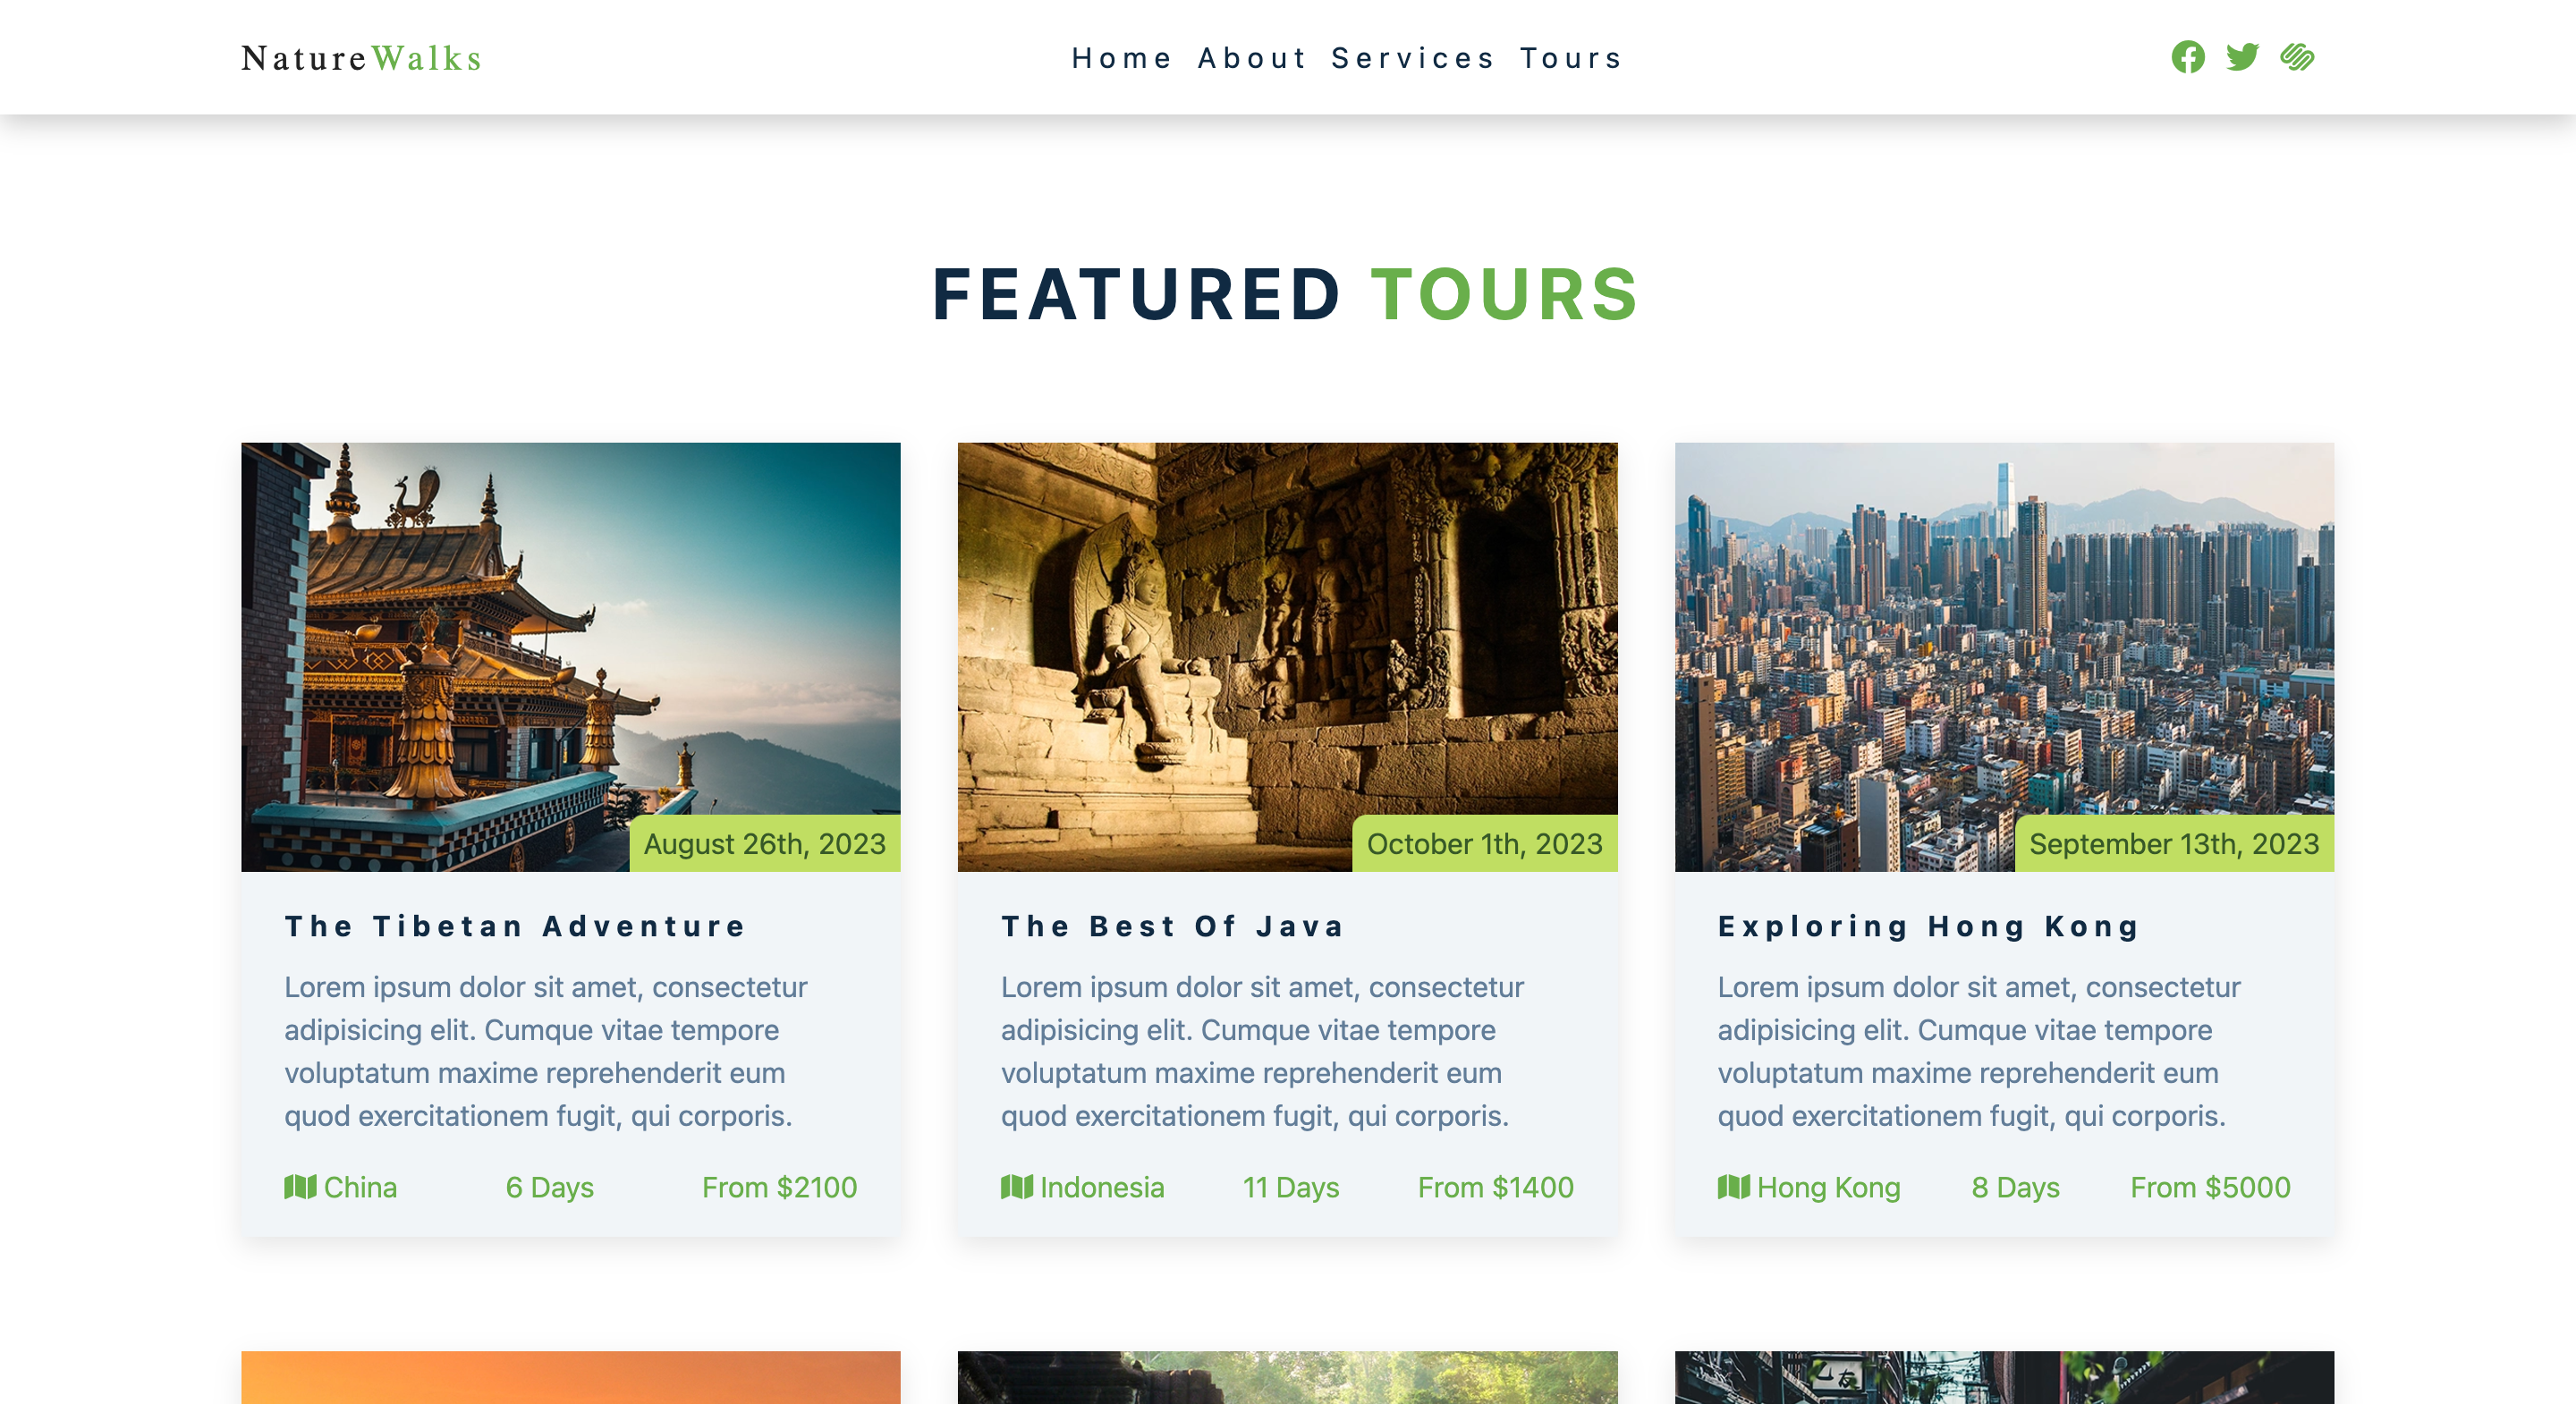 NatureWalks
Home About Services Tours
FEATURED TOURS
August 26th, 2023
The Tibetan Adventure
Lorem ipsum dolor sit amet, consectetur
adipisicing elit. Cumque vitae tempore
voluptatum maxime reprehenderit eum
quod exercitationem fugit, qui corporis.
China 6 Days From $2100
October 1th, 2023
The Best Of Java
Lorem ipsum dolor sit amet, consectetur
adipisicing elit. Cumque vitae tempore
voluptatum maxime reprehenderit eum
quod exercitationem fugit, qui corporis.
Indonesia 11 Days From $1400
September 13th, 2023
Exploring Hong Kong
Lorem ipsum dolor sit amet, consectetur
adipisicing elit. Cumque vitae tempore
voluptatum maxime reprehenderit eum
quod exercitationem fugit, qui corporis.
Hong Kong 8 Days From $5000